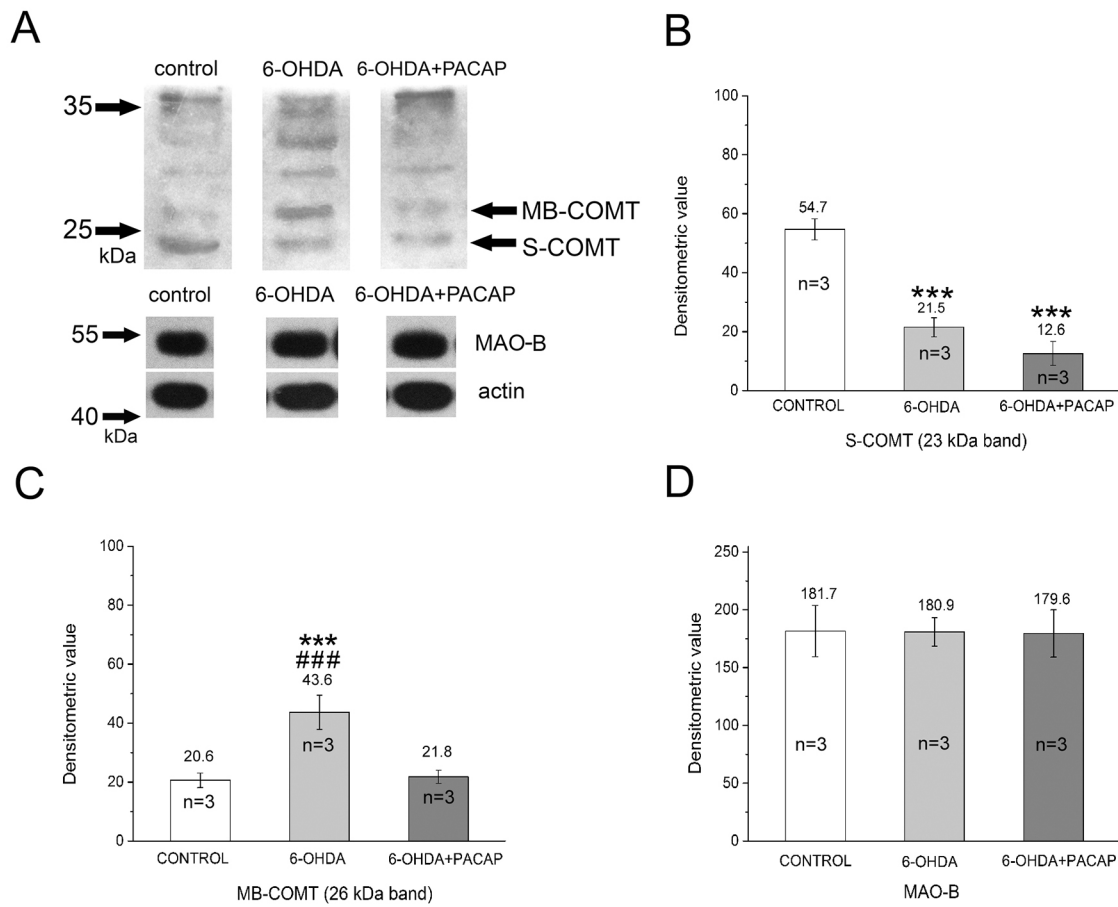 A
control 6-OHDA 6-OHDA+PACAP
35
MB-COMT
25
kDa
S-COMT
control 6-OHDA 6-OHDA+PACAP
55
MAO-B
actin
40
kDa
B
Densitometric value
100
80
60
40
20
0
54.7
n=3
***
21.5
n=3
***
12.6
n=3
CONTROL 6-OHDA 6-OHDA+PACAP
S-COMT (23 kDa band)
C
Densitometric value
100
80
60
40
20
0
20.6
n=3
***
###
43.6
n=3
21.8
n=3
CONTROL 6-OHDA 6-OHDA+PACAP
MB-COMT (26 kDa band)
D
Densitometric value
250
200
150
100
50
0
181.7
n=3
180.9
n=3
179.6
n=3
CONTROL 6-OHDA 6-OHDA+PACAP
MAO-B